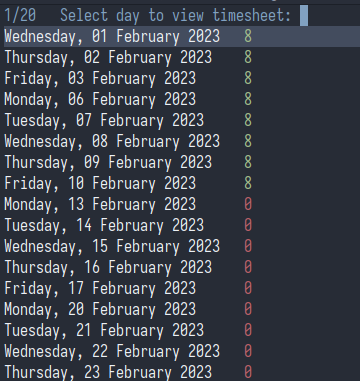 1/20 Select day to view timesheet:
Wednesday, 01 February 2023 8
Thursday, 02 February 2023 8
Friday, 03 February 2023 8
Monday, 06 February 2023 8
Tuesday, 07 February 2023 8
Wednesday, 08 February 2023 8
Thursday, 09 February 2023 8
Friday, 10 February 2023 8
Monday, 13 February 2023 0
Tuesday, 14 February 2023 0
Wednesday, 15 February 2023 0
Thursday, 16 February 2023 0
Friday, 17 February 2023 0
Monday, 20 February 2023 0
Tuesday, 21 February 2023 0
Wednesday, 22 February 2023 0
Thursday, 23 February 2023 0